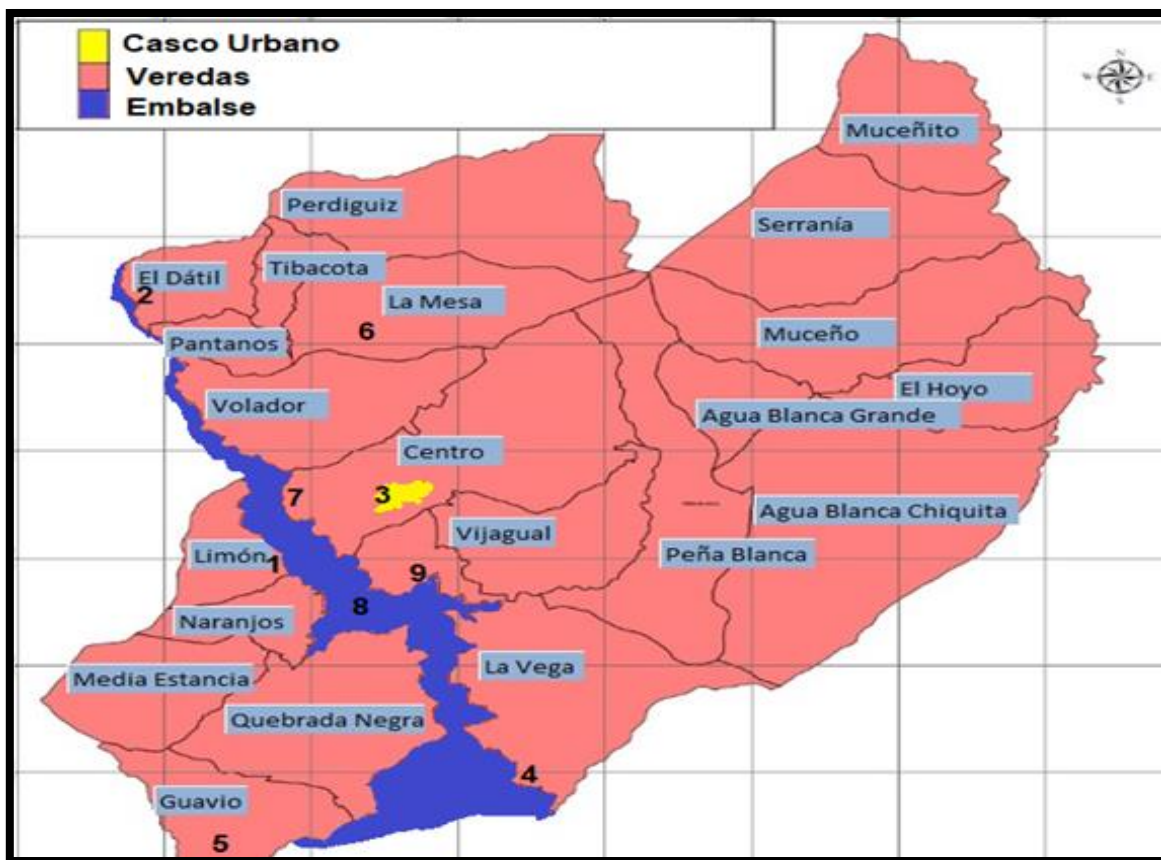 Casco Urbano
Veredas
Embalse
N
W E
S
Muceñito
Perdiguiz
Serranía
El Dátil
Tibacota
2
La Mesa
6
Muceño
Pantanos
El Hoyo
Volador
Agua Blanca Grande
Centro
7
3
Agua Blanca Chiquita
Vijagual
Limón
1
Peña Blanca
9
8
Naranjos
La Vega
Media Estancia
Quebrada Negra
4
Guavio
5